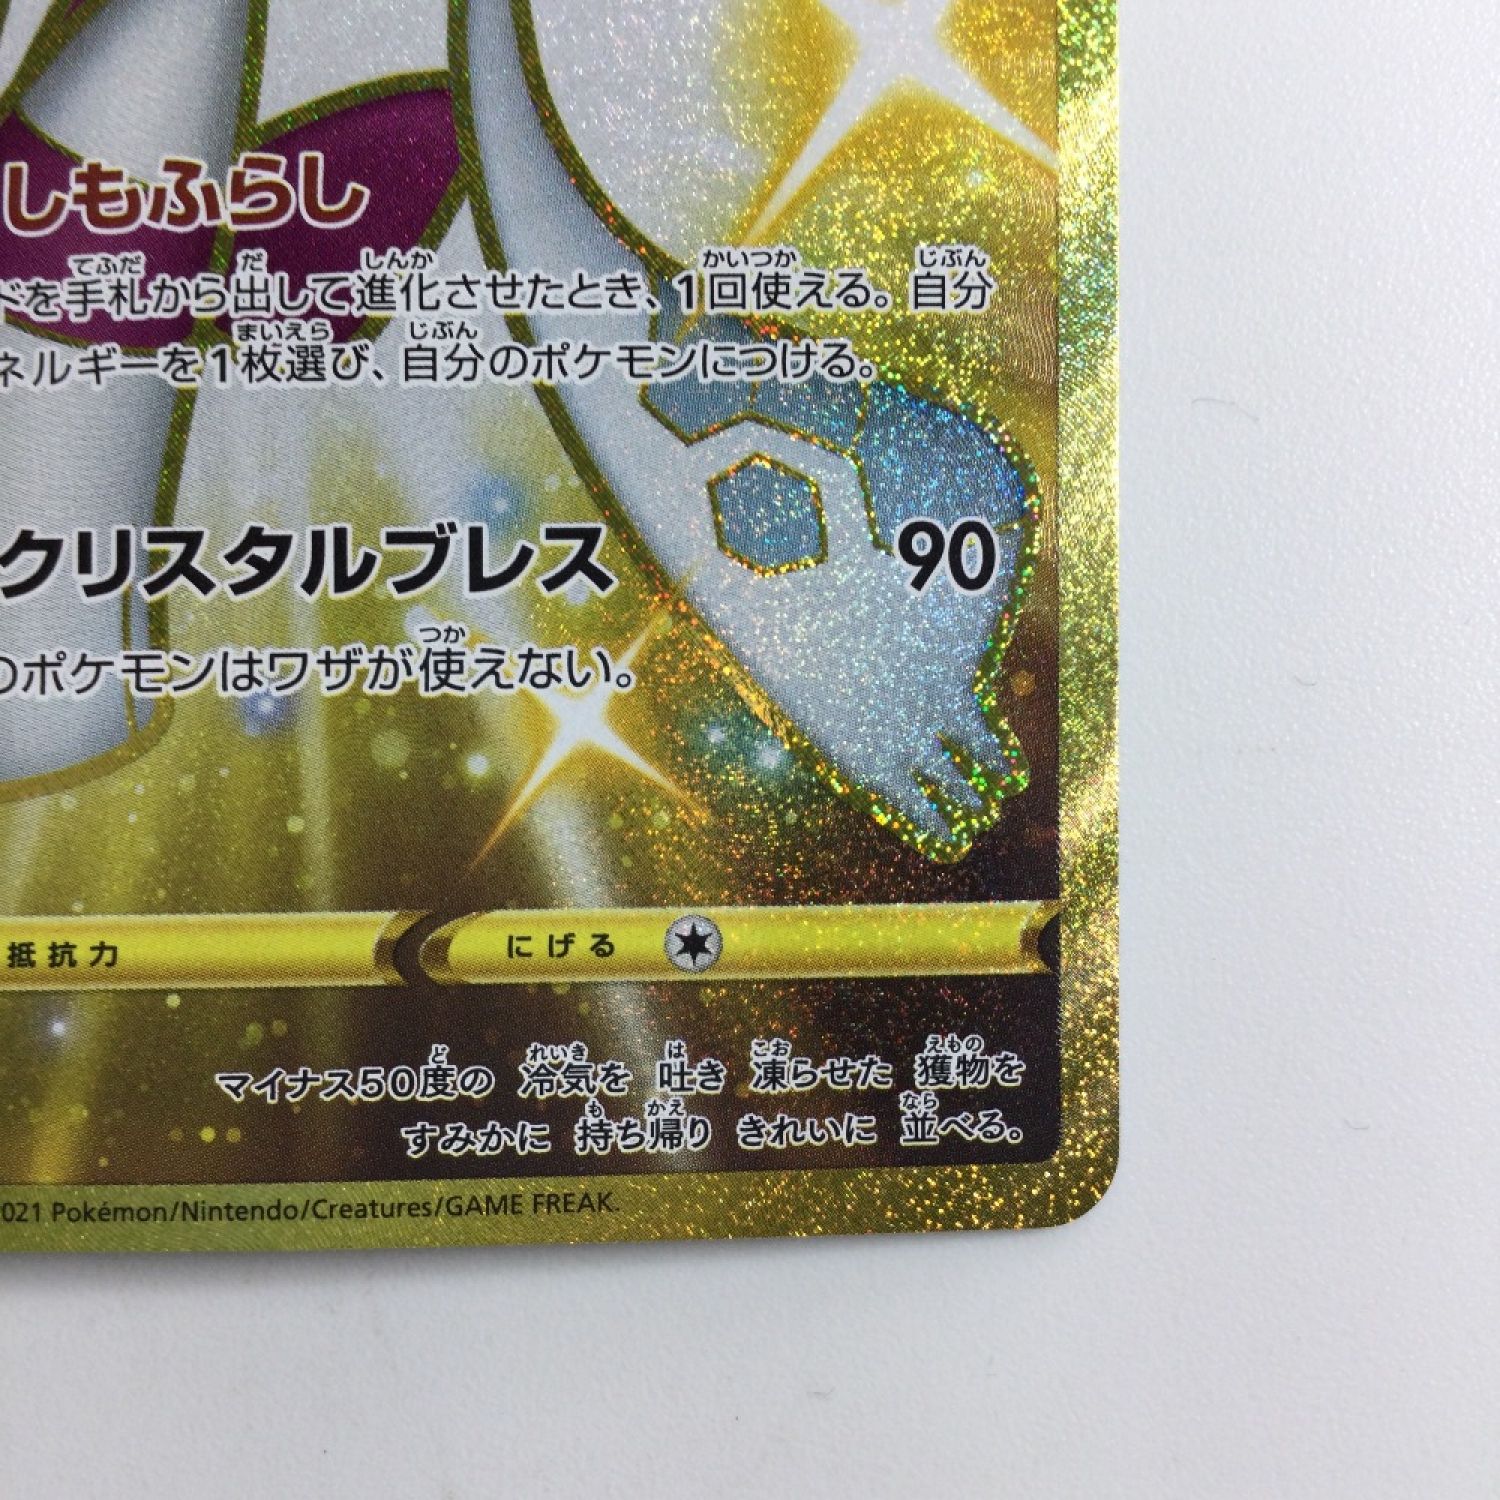 しもふらし
ドを手札から出して進化させたとき、1回使える。自分
ネルギーを1枚選び、自分のポケモンにつける。
クリスタルブレス 90
のポケモンはワザが使えない。
抵抗力 にげる
マイナス50度の 冷気を 吐き 凍らせた 獲物を
すみかに 持ち帰り きれいに 並べる。
021 Pokémon/Nintendo/Creatures/GAME FREAK.